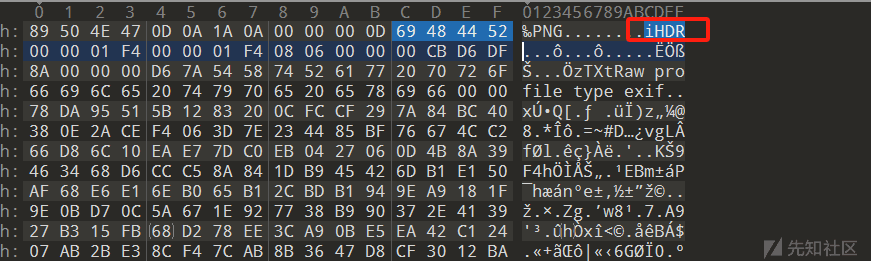 0 1 2 3 4 5 6 7 8 9 A B C D E F 0123456789ABCDEF
h: 89 50 4E 47 0D 0A 1A 0A 00 00 00 0D 69 48 44 52 ‰PNG........iHDR
h: 00 00 01 F4 00 00 01 F4 08 06 00 00 00 CB D6 DF ...ô...ô.....ËÖß
h: 8A 00 00 00 D6 7A 54 58 74 52 61 77 20 70 72 6F Š...ÖzTXtRaw pro
h: 66 69 6C 65 20 74 79 70 65 20 65 78 69 66 00 00 file type exif..
h: 78 DA 95 51 5B 12 83 20 0C FC CF 29 7A 84 BC 40 xÚ•Q[.ƒ .üÏ)z„¼@
h: 38 0E 2A CE F4 06 3D 7E 23 44 85 BF 76 67 4C C2 8.*Îô.=~#D…¿vgLÂ
h: 66 D8 6C 10 EA E7 7D C0 EB 04 27 06 0D 4B 8A 39 fØl.êç}Àë.'..KŠ9
h: 46 34 68 D6 CC C5 8A 84 1D B9 45 42 6D B1 E1 50 F4hÖÌÅŠ„.¹EBm±áP
h: AF 68 E6 E1 6E B0 65 B1 2C BD B1 94 9E A9 18 1F ¯hæán°e±,½±”ž©..
h: 9E 0B D7 0C 5A 67 1E 92 77 38 B9 90 37 2E 41 39 ž.×.Zg.’w8¹.7.A9
h: 27 B3 15 FB 68 D2 78 EE 3C A9 0B E5 EA 42 C1 24 '³.ûhÒxî<©.åêBÁ$
h: 07 AB 2B E3 8C F4 7C AB 8B 36 47 D8 CF 30 12 BA .«+ãŒô|«‹6GØÏ0.º
先知社区